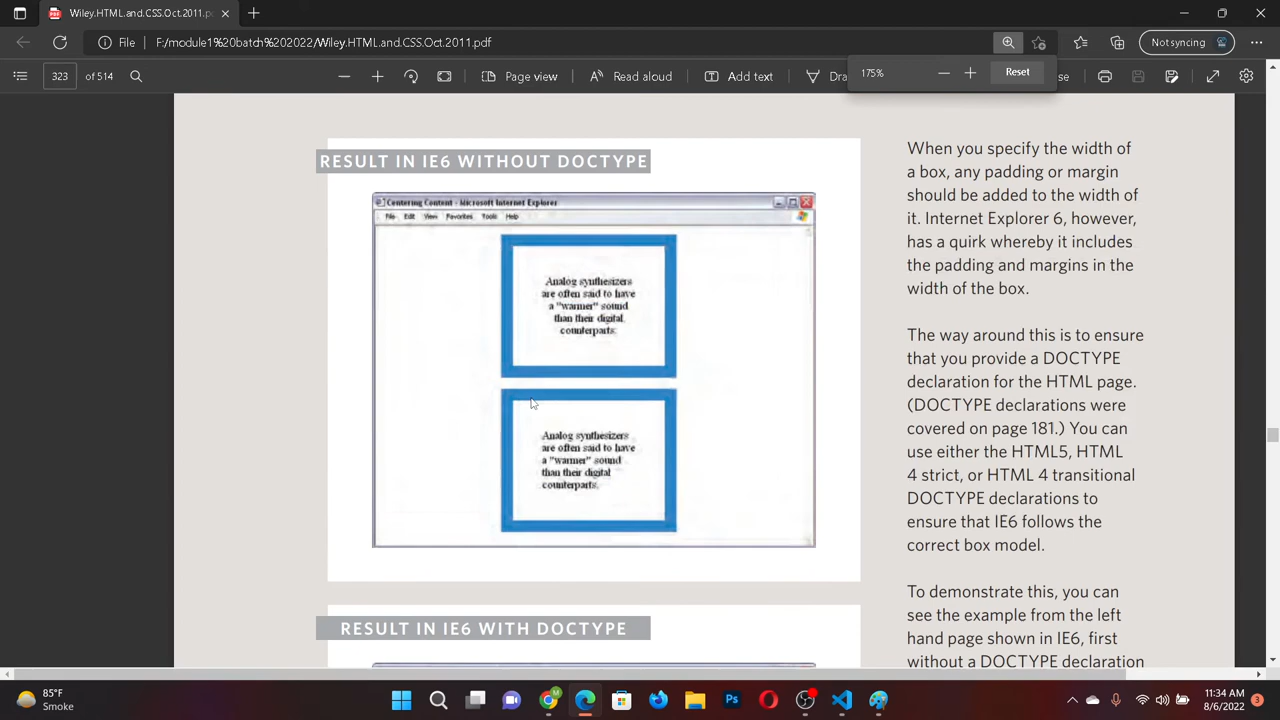 Wiley.HTML.and.CSS.Oct.2011.p
File
F:/module1%20batch%202022/Wiley.HTML.and.CSS.Oct.2011.pdf
Not syncing
323 of 514
Page view
Read aloud
Add text
Dra
175%
Reset
se
RESULT IN IE6 WITHOUT DOCTYPE
Centering Content - Microsoft Internet Explorer
File Edit View Favorites Tools Help
Analog synthesizers
are often said to have
a "warmer" sound
than their digital
counterparts.
Analog synthesizers
are often said to have
a "warmer" sound
than their digital
counterparts.
RESULT IN IE6 WITH DOCTYPE
When you specify the width of
a box, any padding or margin
should be added to the width of
it. Internet Explorer 6, however,
has a quirk whereby it includes
the padding and margins in the
width of the box.
The way around this is to ensure
that you provide a DOCTYPE
declaration for the HTML page.
(DOCTYPE declarations were
covered on page 181.) You can
use either the HTML5, HTML
4 strict, or HTML 4 transitional
DOCTYPE declarations to
ensure that IE6 follows the
correct box model.
To demonstrate this, you can
see the example from the left
hand page shown in IE6, first
without a DOCTYPE declaration
85°F
Smoke
11:34 AM
8/6/2022
3